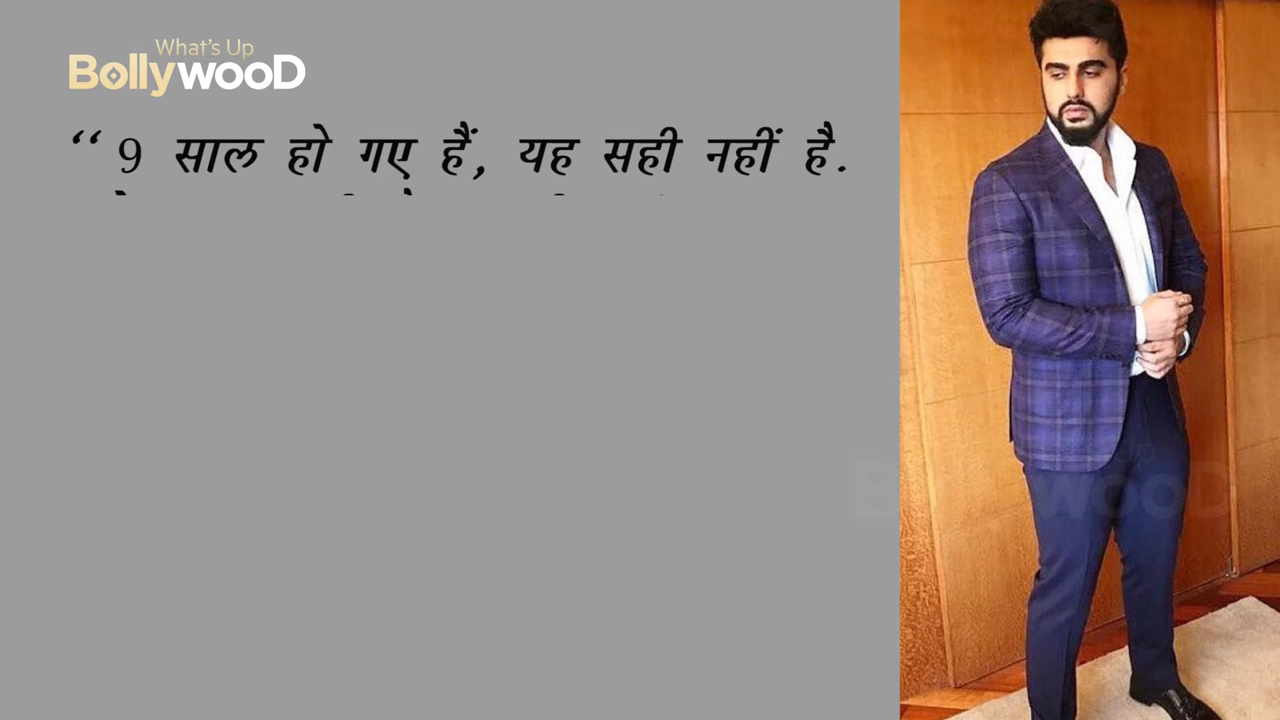 What's Up
BollywooD
‘‘ 9 साल हो गए हैं, यह सही नहीं है.